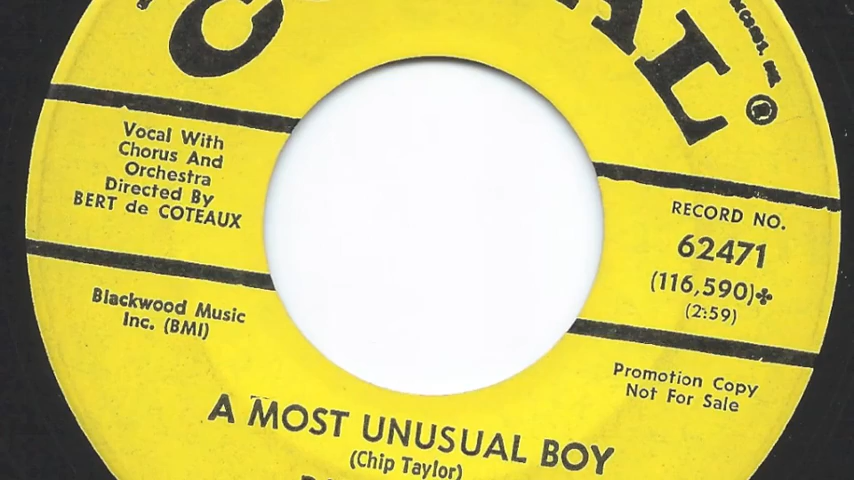 Vocal With
Chorus And
Orchestra
Directed By
BERT de COTEAUX
Blackwood Music
Inc. (BMI)
RECORD NO.
62471
(116,590)✤
(2:59)
Promotion Copy
Not For Sale
A MOST UNUSUAL BOY
(Chip Taylor)